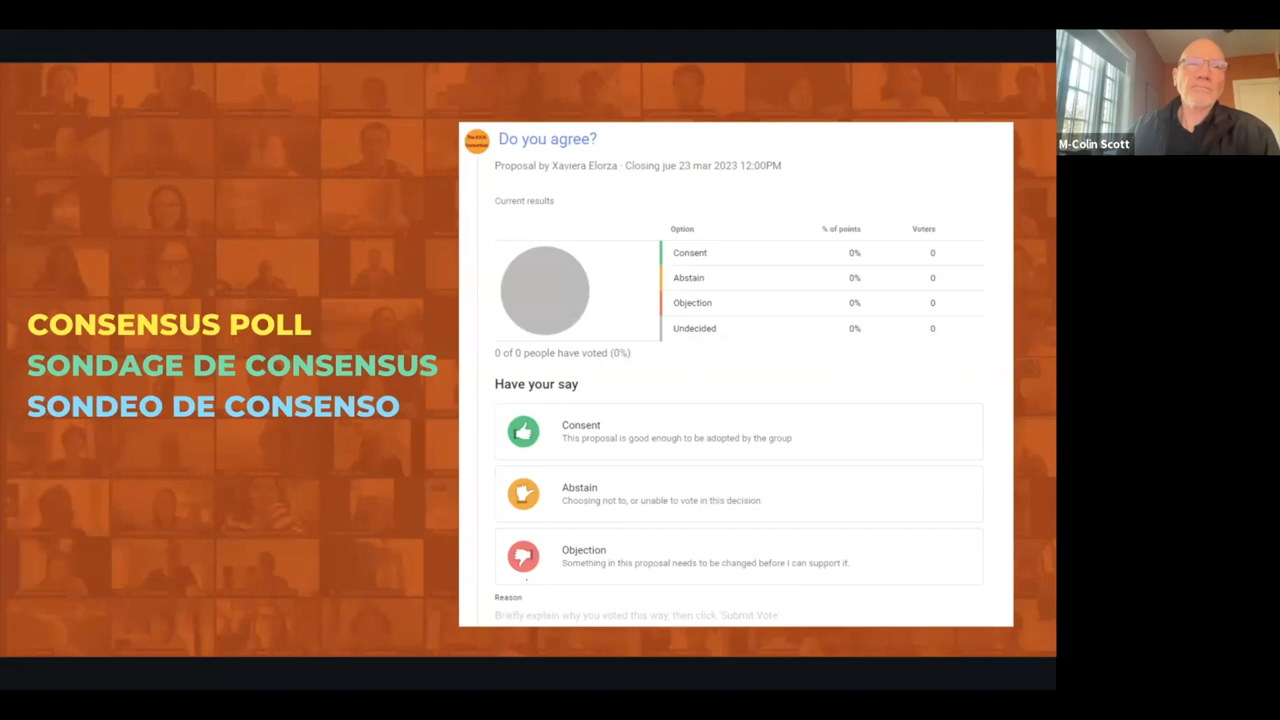 CONSENSUS POLL
SONDAGE DE CONSENSUS
SONDEO DE CONSENSO
Do you agree?
Proposal by Xaviera Elorza · Closing jue 23 mar 2023 12:00PM
Current results
Option % of points Voters
Consent 0% 0
Abstain 0% 0
Objection 0% 0
Undecided 0% 0
0 of 0 people have voted (0%)
Have your say
Consent
This proposal is good enough to be adopted by the group
Abstain
Choosing not to, or unable to vote in this decision
Objection
Something in this proposal needs to be changed before I can support it.
Reason
Briefly explain why you voted this way, then click 'Submit Vote'
M-Colin Scott